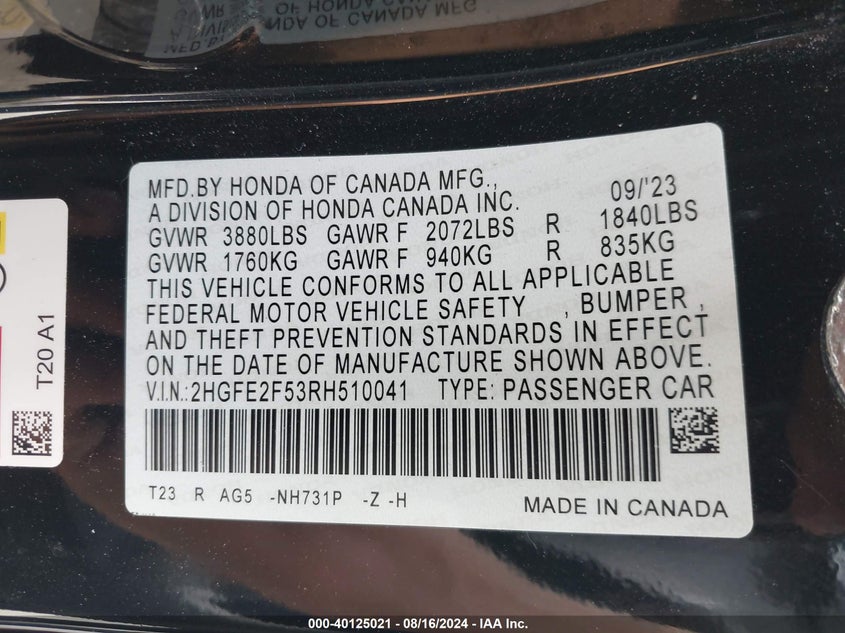 MFD.BY HONDA OF CANADA MFG., 09/'23
A DIVISION OF HONDA CANADA INC.
GVWR 3880LBS GAWR F 2072LBS R 1840LBS
GVWR 1760KG GAWR F 940KG R 835KG
THIS VEHICLE CONFORMS TO ALL APPLICABLE
FEDERAL MOTOR VEHICLE SAFETY , BUMPER ,
AND THEFT PREVENTION STANDARDS IN EFFECT
ON THE DATE OF MANUFACTURE SHOWN ABOVE.
V.I.N.:2HGFE2F53RH510041 TYPE: PASSENGER CAR
T23 R AG5 -NH731P -Z -H
MADE IN CANADA
T20 A1
000-40125021 - 08/16/2024 - IAA Inc.